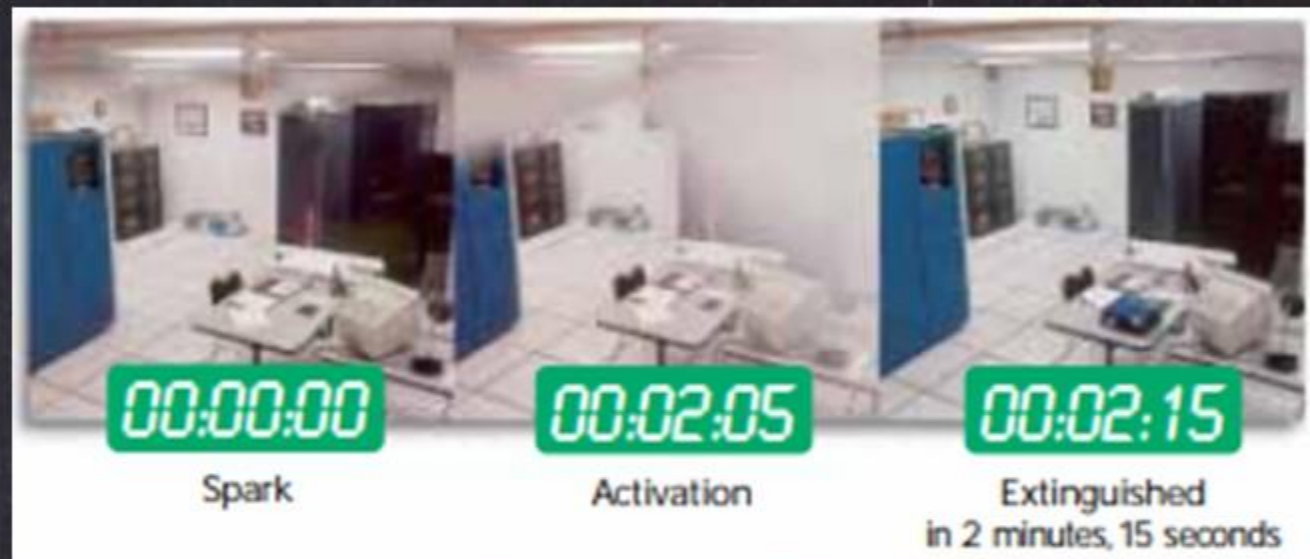 00:00:00
00:02:05
00:02:15
Spark
Activation
Extinguished
in 2 minutes, 15 seconds